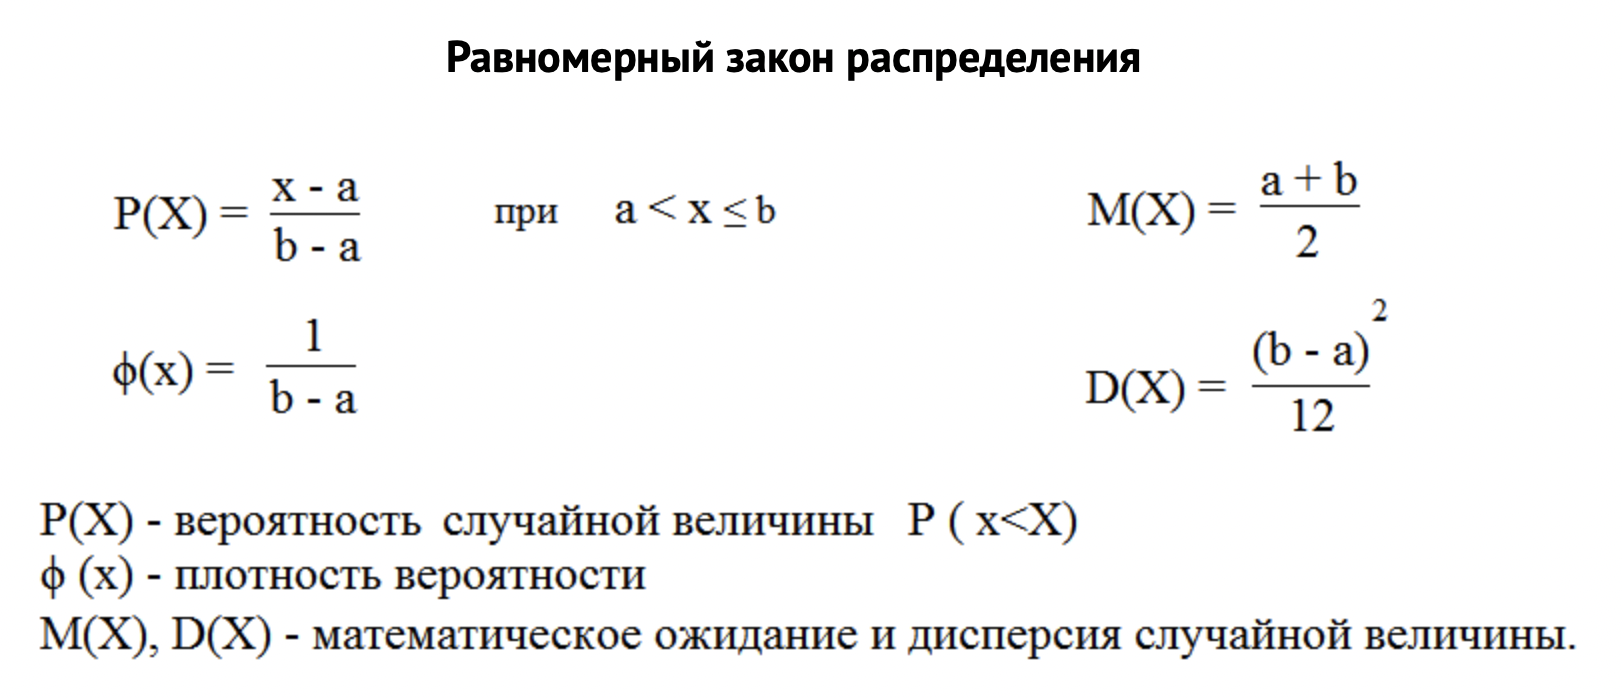 Равномерный закон распределения
P(X) = (x - a) / (b - a) при a < x ≤ b
M(X) = (a + b) / 2
ϕ(x) = 1 / (b - a)
D(X) = (b - a)² / 12
P(X) - вероятность случайной величины P ( x<X)
ϕ (x) - плотность вероятности
M(X), D(X) - математическое ожидание и дисперсия случайной величины.